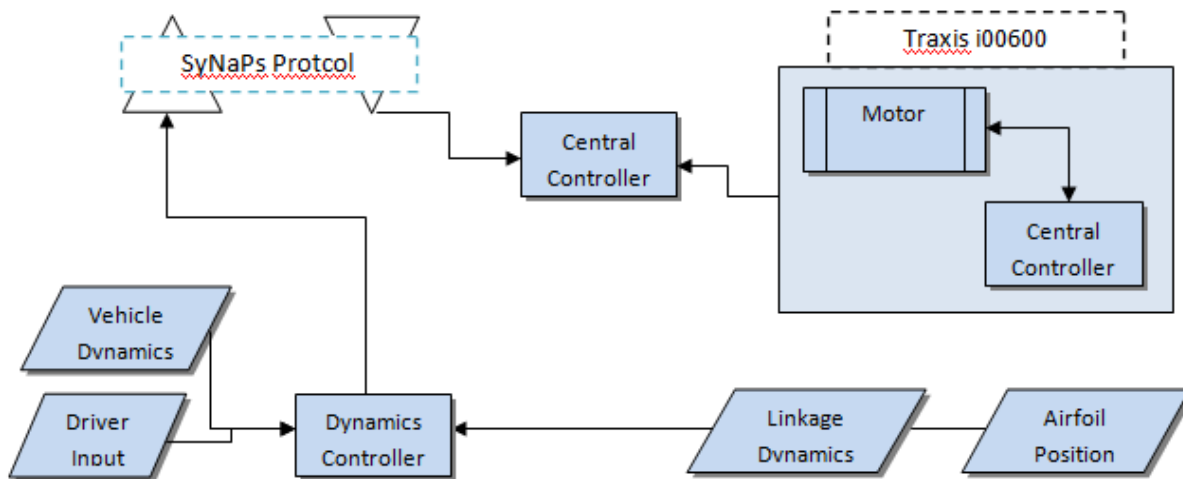 SyNaPs Protcol
Traxis i00600
Motor
Central
Controller
Central
Controller
Vehicle
Dynamics
Driver
Input
Dynamics
Controller
Linkage
Dynamics
Airfoil
Position